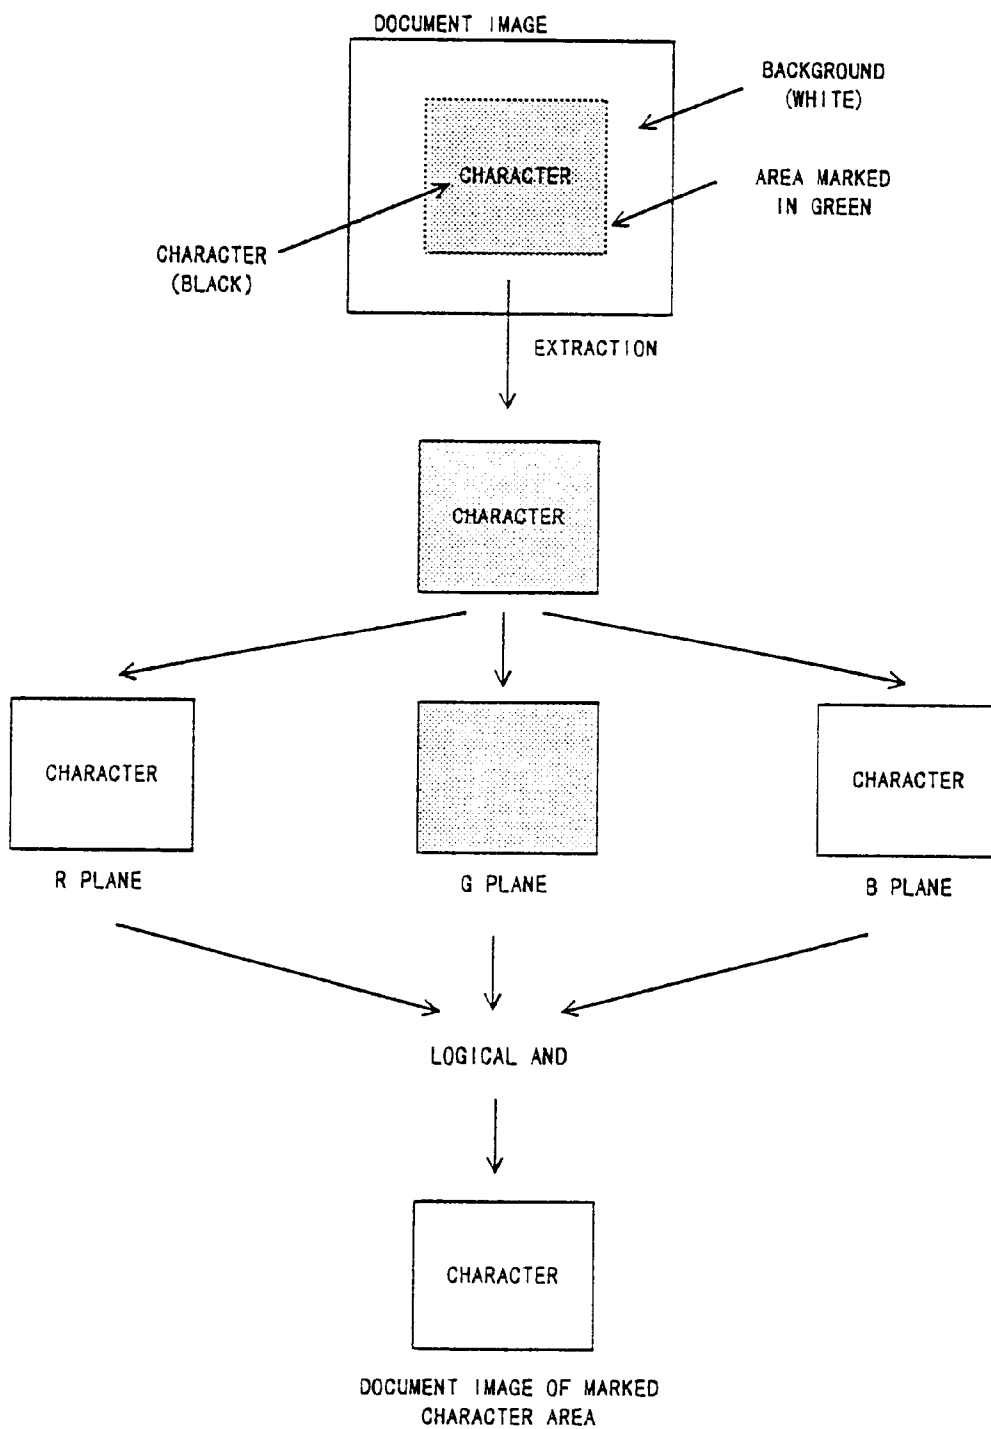 DOCUMENT IMAGE
BACKGROUND
(WHITE)
CHARACTER
AREA MARKED
IN GREEN
CHARACTER
(BLACK)
EXTRACTION
CHARACTER
CHARACTER
CHARACTER
R PLANE
G PLANE
B PLANE
LOGICAL AND
CHARACTER
DOCUMENT IMAGE OF MARKED
CHARACTER AREA